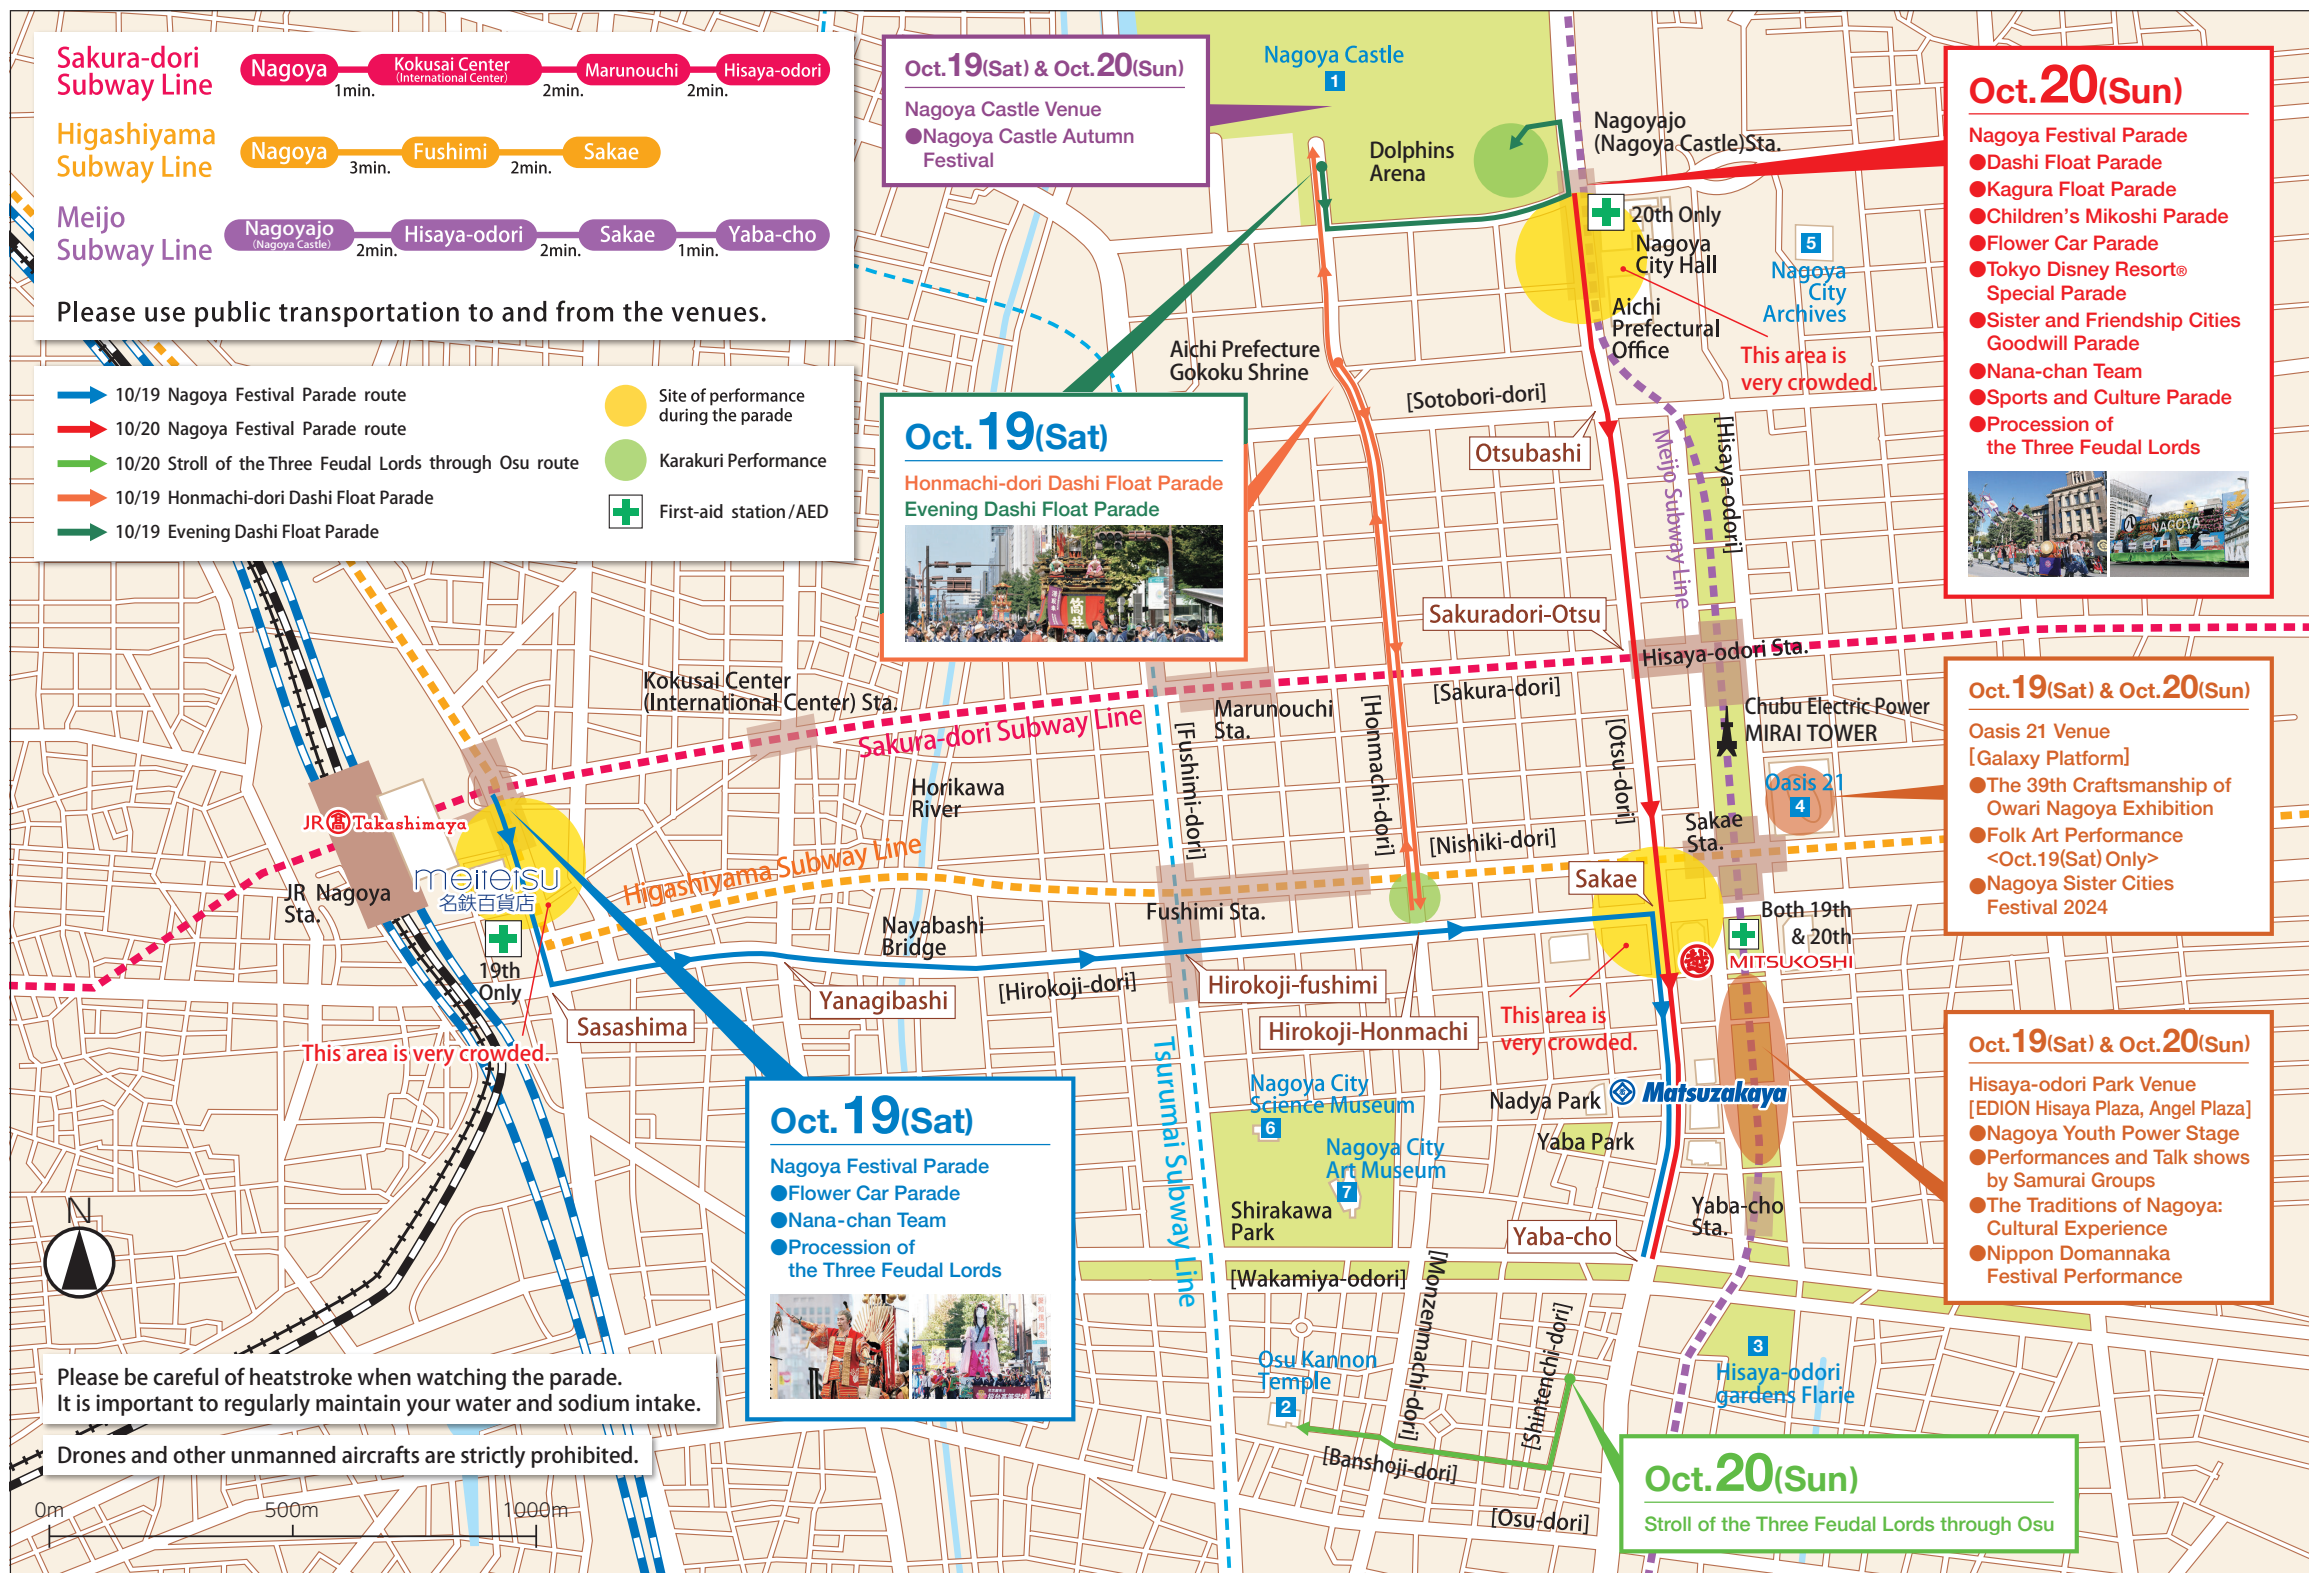 Sakura-dori
Subway Line
Nagoya
Kokusai Center
(International Center)
Marunouchi
Hisaya-odori
1min.
2min.
2min.
Higashiyama
Subway Line
Nagoya
Fushimi
Sakae
3min.
2min.
Meijo
Subway Line
Nagoyajo
(Nagoya Castle)
Hisaya-odori
Sakae
Yaba-cho
2min.
2min.
1min.
Please use public transportation to and from the venues.
10/19 Nagoya Festival Parade route
10/20 Nagoya Festival Parade route
10/20 Stroll of the Three Feudal Lords through Osu route
10/19 Honmachi-dori Dashi Float Parade
10/19 Evening Dashi Float Parade
Site of performance
during the parade
Karakuri Performance
First-aid station/AED
Oct.19(Sat) & Oct.20(Sun)
Nagoya Castle Venue
●Nagoya Castle Autumn
Festival
Nagoya Castle
1
Dolphins
Arena
Nagoyajo
(Nagoya Castle)Sta.
20th Only
Nagoya
City Hall
5
Nagoya
City
Archives
Aichi
Prefectural
Office
This area is
very crowded.
Aichi Prefecture
Gokoku Shrine
[Sotobori-dori]
Otsubashi
Meijo Subway Line
[Hisaya-odori]
Oct.20(Sun)
Nagoya Festival Parade
●Dashi Float Parade
●Kagura Float Parade
●Children's Mikoshi Parade
●Flower Car Parade
●Tokyo Disney Resort®
Special Parade
●Sister and Friendship Cities
Goodwill Parade
●Nana-chan Team
●Sports and Culture Parade
●Procession of
the Three Feudal Lords
NAGOYA
Oct.19(Sat)
Honmachi-dori Dashi Float Parade
Evening Dashi Float Parade
Sakuradori-Otsu
Hisaya-odori Sta.
Kokusai Center
(International Center) Sta.
Sakura-dori Subway Line
Marunouchi
Sta.
[Sakura-dori]
[Fushimi-dori]
[Honmachi-dori]
[Otsu-dori]
Chubu Electric Power
MIRAI TOWER
Oasis 21
4
Horikawa
River
[Nishiki-dori]
Sakae
Sta.
Sakae
Higashiyama Subway Line
JR 髙 Takashimaya
JR Nagoya
Sta.
meitetsu
名鉄百貨店
19th
Only
This area is very crowded.
Nayabashi
Bridge
Fushimi Sta.
Both 19th
& 20th
MITSUKOSHI
Yanagibashi
Sasashima
[Hirokoji-dori]
Hirokoji-fushimi
Hirokoji-Honmachi
This area is
very crowded.
Oct.19(Sat) & Oct.20(Sun)
Oasis 21 Venue
[Galaxy Platform]
●The 39th Craftsmanship of
Owari Nagoya Exhibition
●Folk Art Performance
<Oct.19(Sat) Only>
●Nagoya Sister Cities
Festival 2024
Oct.19(Sat) & Oct.20(Sun)
Hisaya-odori Park Venue
[EDION Hisaya Plaza, Angel Plaza]
●Nagoya Youth Power Stage
●Performances and Talk shows
by Samurai Groups
●The Traditions of Nagoya:
Cultural Experience
●Nippon Domannaka
Festival Performance
Oct.19(Sat)
Nagoya Festival Parade
●Flower Car Parade
●Nana-chan Team
●Procession of
the Three Feudal Lords
Tsurumai Subway Line
Nagoya City
Science Museum
6
Nagoya City
Art Museum
7
Shirakawa
Park
Nadya Park
Matsuzakaya
Yaba Park
Yaba-cho
Sta.
Yaba-cho
[Wakamiya-odori]
[Monzenmachi-dori]
[Shintenchi-dori]
Osu Kannon
Temple
2
[Banshoji-dori]
[Osu-dori]
3
Hisaya-odori
gardens Flarie
Oct.20(Sun)
Stroll of the Three Feudal Lords through Osu
N
Please be careful of heatstroke when watching the parade.
It is important to regularly maintain your water and sodium intake.
Drones and other unmanned aircrafts are strictly prohibited.
0m
500m
1000m